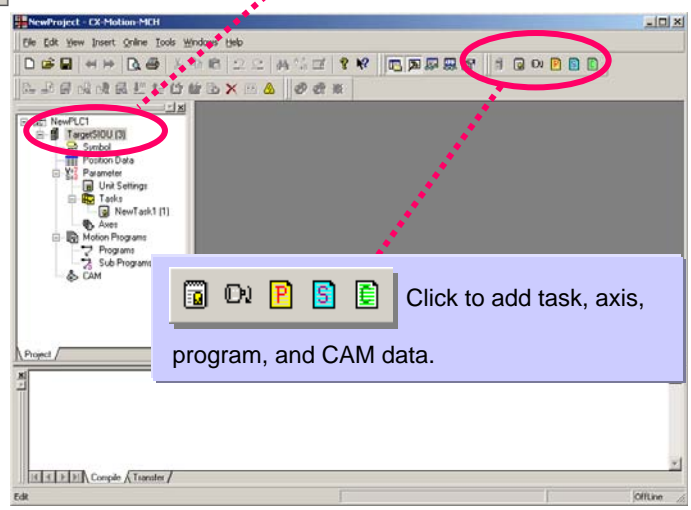 NewProject - CX-Motion-MCH
File Edit View Insert Online Tools Windows Help
NewPLC1
TargetSIOU (3)
Symbol
Position Data
Parameter
Unit Settings
Tasks
NewTask1 (1)
Axes
Motion Programs
Programs
Sub Programs
CAM
P S Click to add task, axis,
program, and CAM data.
Project
Compile Transfer
Edit
OffLine